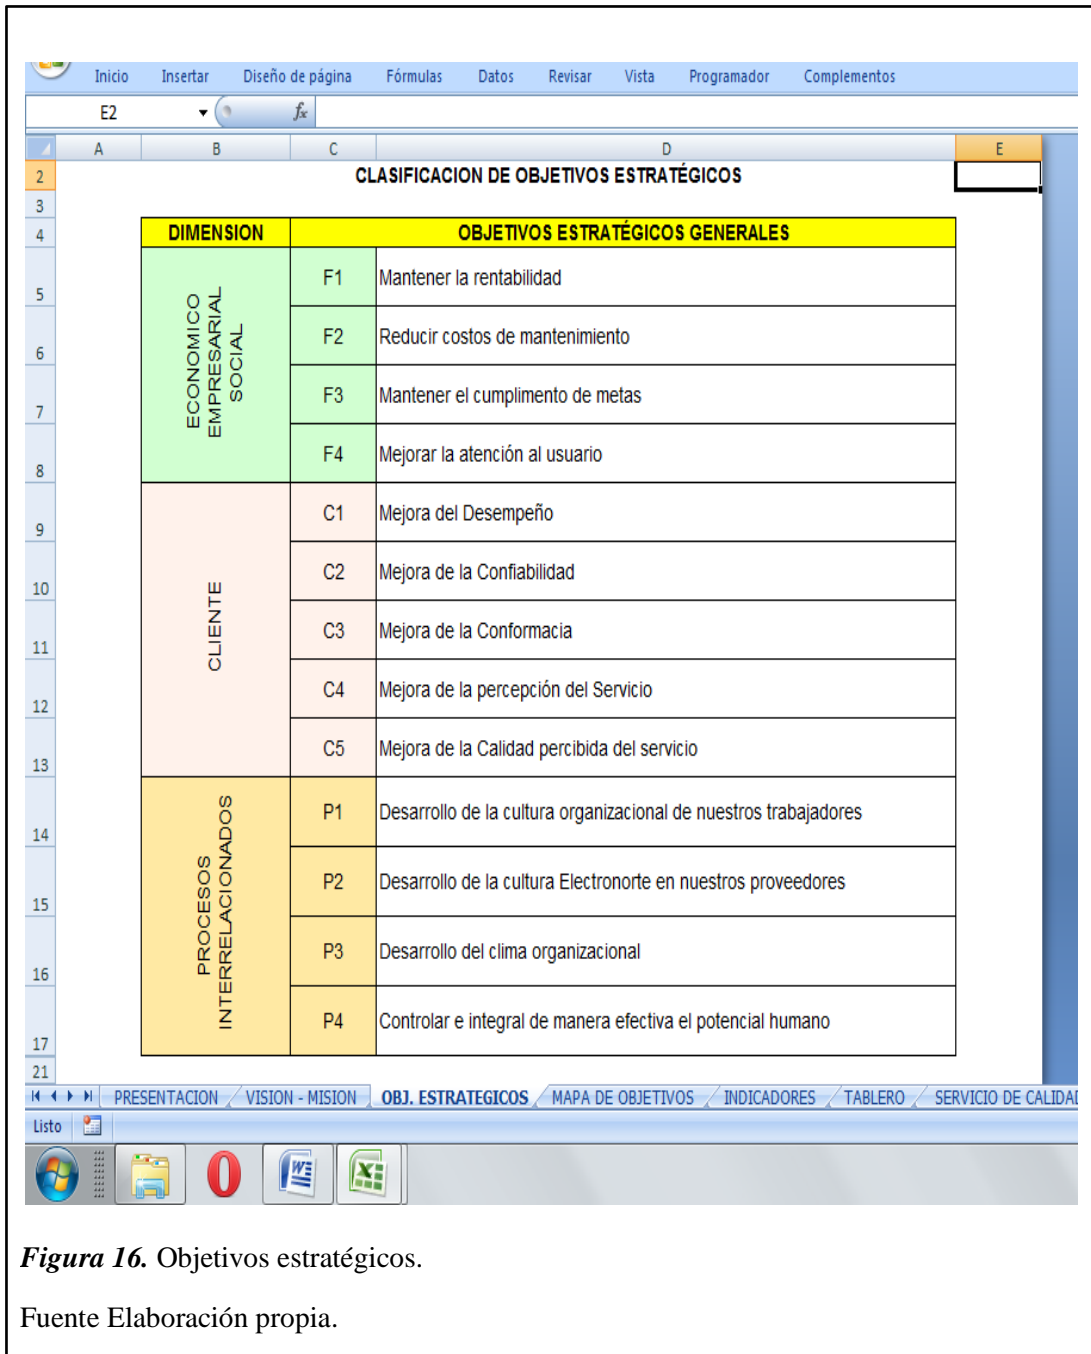 Inicio Insertar Diseño de página Fórmulas Datos Revisar Vista Programador Complementos
E2 fx
A B C D E
2 CLASIFICACION DE OBJETIVOS ESTRATÉGICOS
3
4 DIMENSION OBJETIVOS ESTRATÉGICOS GENERALES
ECONOMICO
EMPRESARIAL
SOCIAL
5 F1 Mantener la rentabilidad
6 F2 Reducir costos de mantenimiento
7 F3 Mantener el cumplimento de metas
8 F4 Mejorar la atención al usuario
CLIENTE
9 C1 Mejora del Desempeño
10 C2 Mejora de la Confiabilidad
11 C3 Mejora de la Conformacia
12 C4 Mejora de la percepción del Servicio
13 C5 Mejora de la Calidad percibida del servicio
PROCESOS
INTERRELACIONADOS
14 P1 Desarrollo de la cultura organizacional de nuestros trabajadores
15 P2 Desarrollo de la cultura Electronorte en nuestros proveedores
16 P3 Desarrollo del clima organizacional
17 P4 Controlar e integral de manera efectiva el potencial humano
21
PRESENTACION VISION - MISION OBJ. ESTRATEGICOS MAPA DE OBJETIVOS INDICADORES TABLERO SERVICIO DE CALIDAD
Listo
Figura 16. Objetivos estratégicos.
Fuente Elaboración propia.